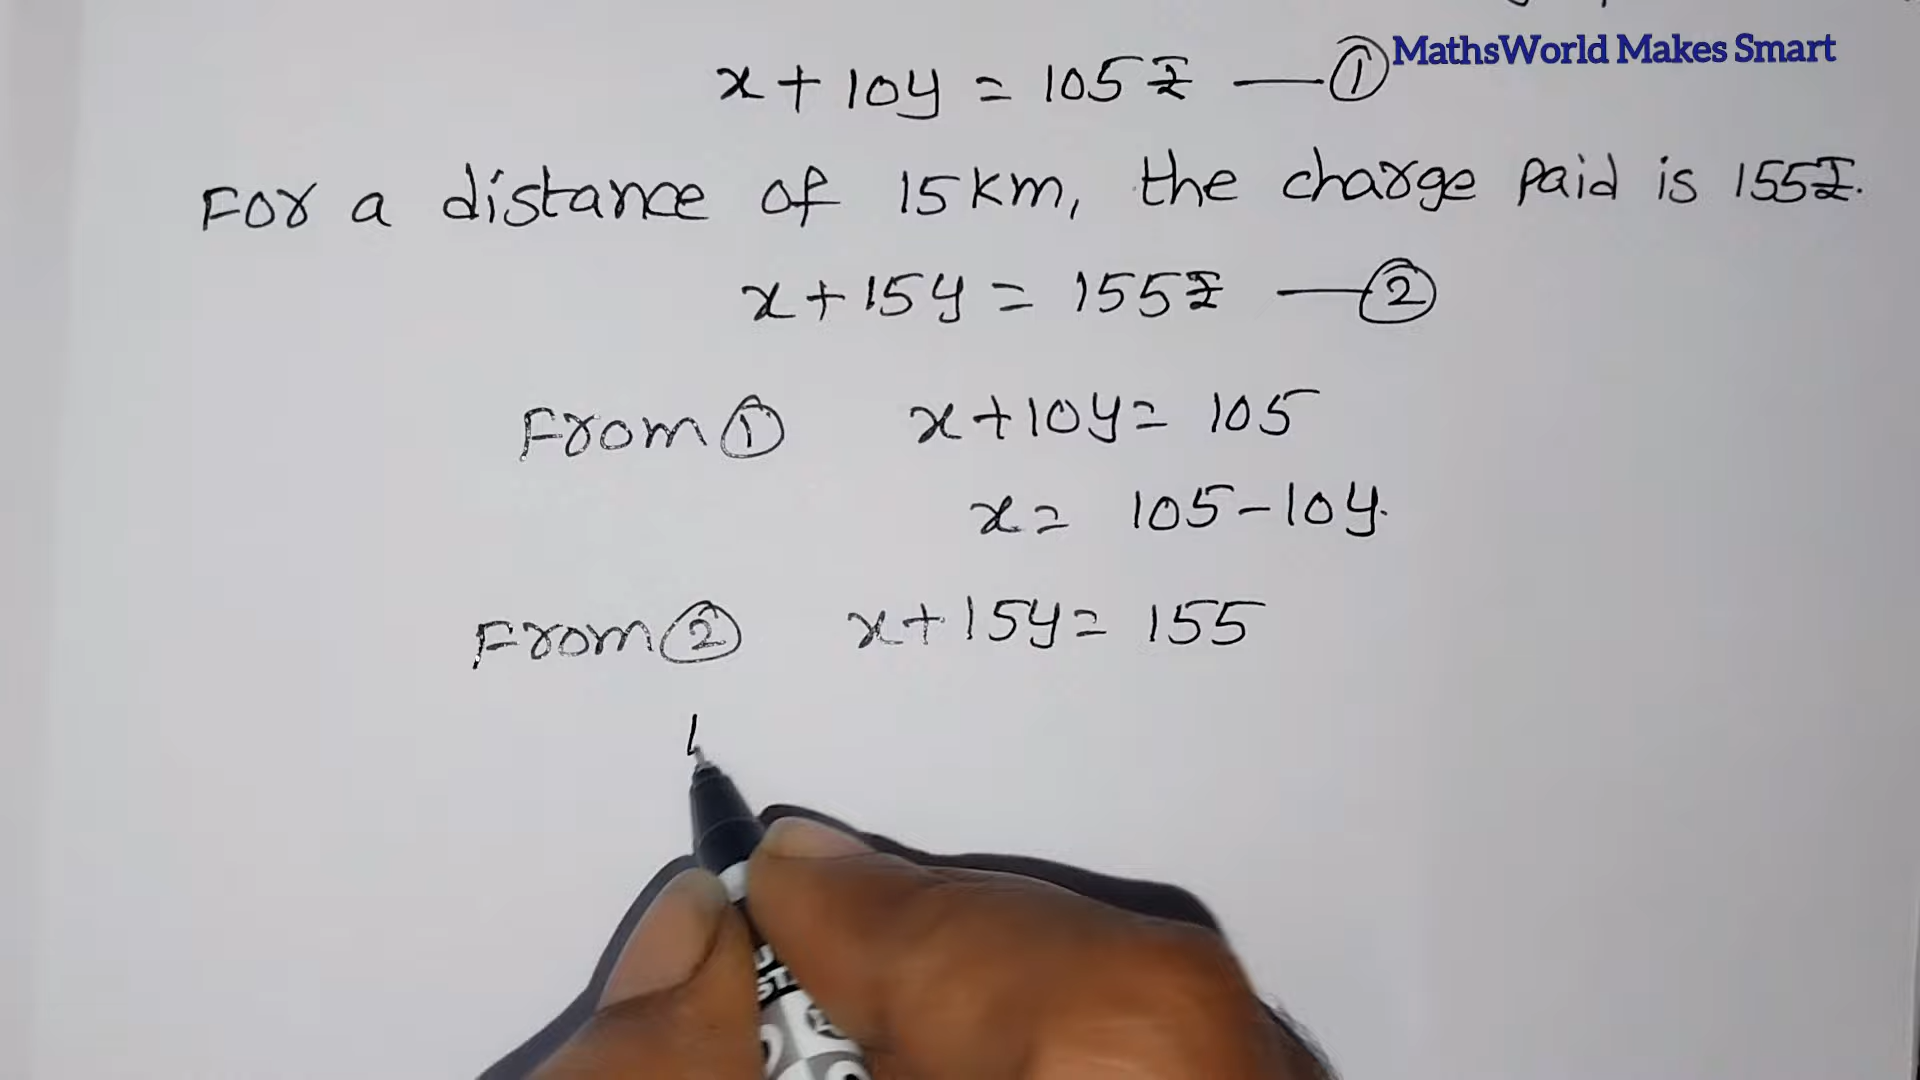 MathsWorld Makes Smart
x + 10y = 105₹ — ①
For a distance of 15km, the charge paid is 155₹.
x + 15y = 155₹ — ②
From ① x + 10y = 105
x = 105 - 10y.
From ② x + 15y = 155